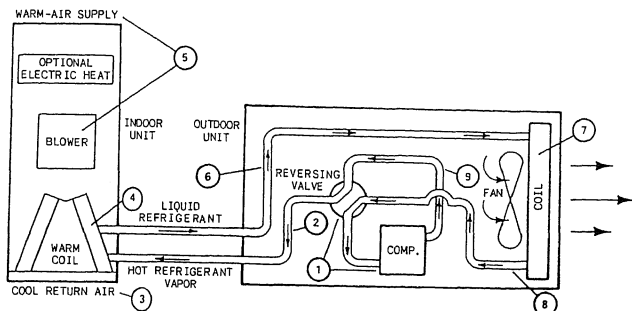 WARM-AIR SUPPLY
5
OPTIONAL
ELECTRIC HEAT
BLOWER
INDOOR
UNIT
OUTDOOR
UNIT
7
6
REVERSING
VALVE
9
FAN
COIL
4
LIQUID
REFRIGERANT
2
WARM
COIL
1
COMP.
HOT REFRIGERANT
VAPOR
8
COOL RETURN AIR
3